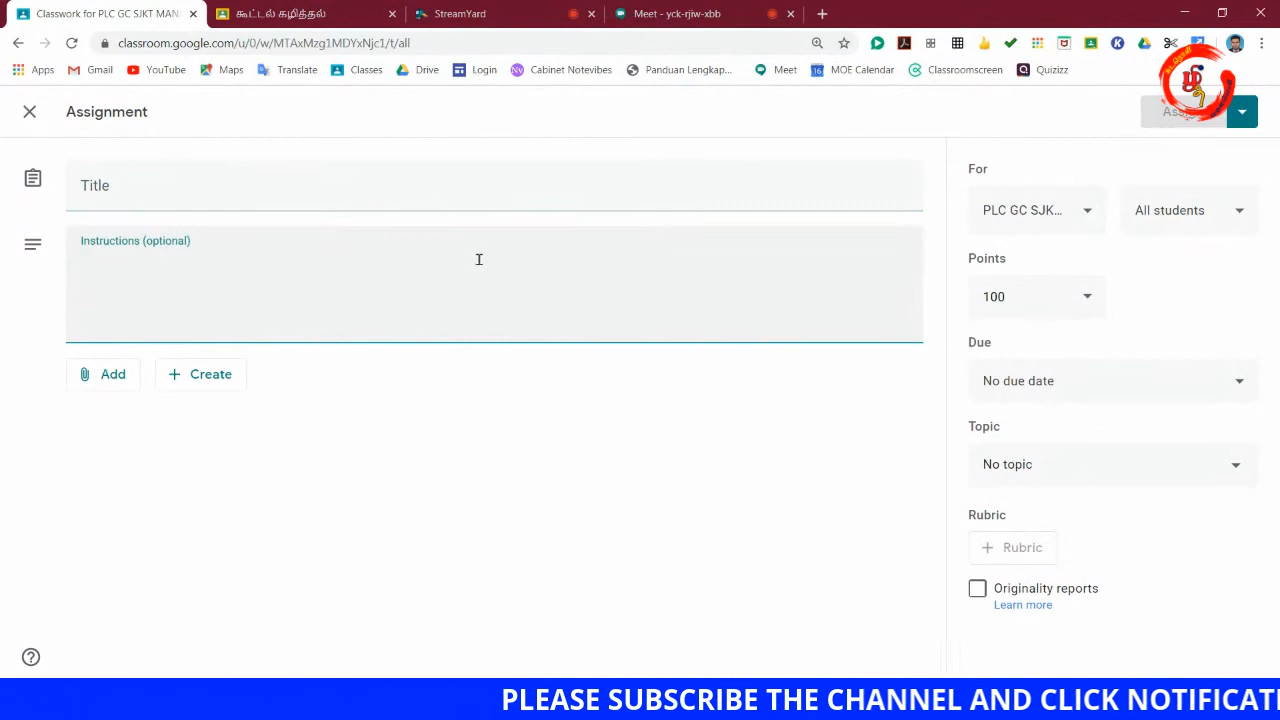 Classwork for PLC GC SJKT MAN
கூட்டல் கழித்தல்
StreamYard
Meet - yck-rjiw-xbb
classroom.google.com/u/0/w/MTAxMzg1MDYxNjc1/t/all
Apps
Gmail
YouTube
Maps
Translate
Classes
Drive
Login
Cabinet Notevibes
Panduan Lengkap...
Meet
MOE Calendar
Classroomscreen
Quizizz
Assignment
Title
Instructions (optional)
Add
Create
For
PLC GC SJK...
All students
Points
100
Due
No due date
Topic
No topic
Rubric
Rubric
Originality reports
Learn more
PLEASE SUBSCRIBE THE CHANNEL AND CLICK NOTIFICAT